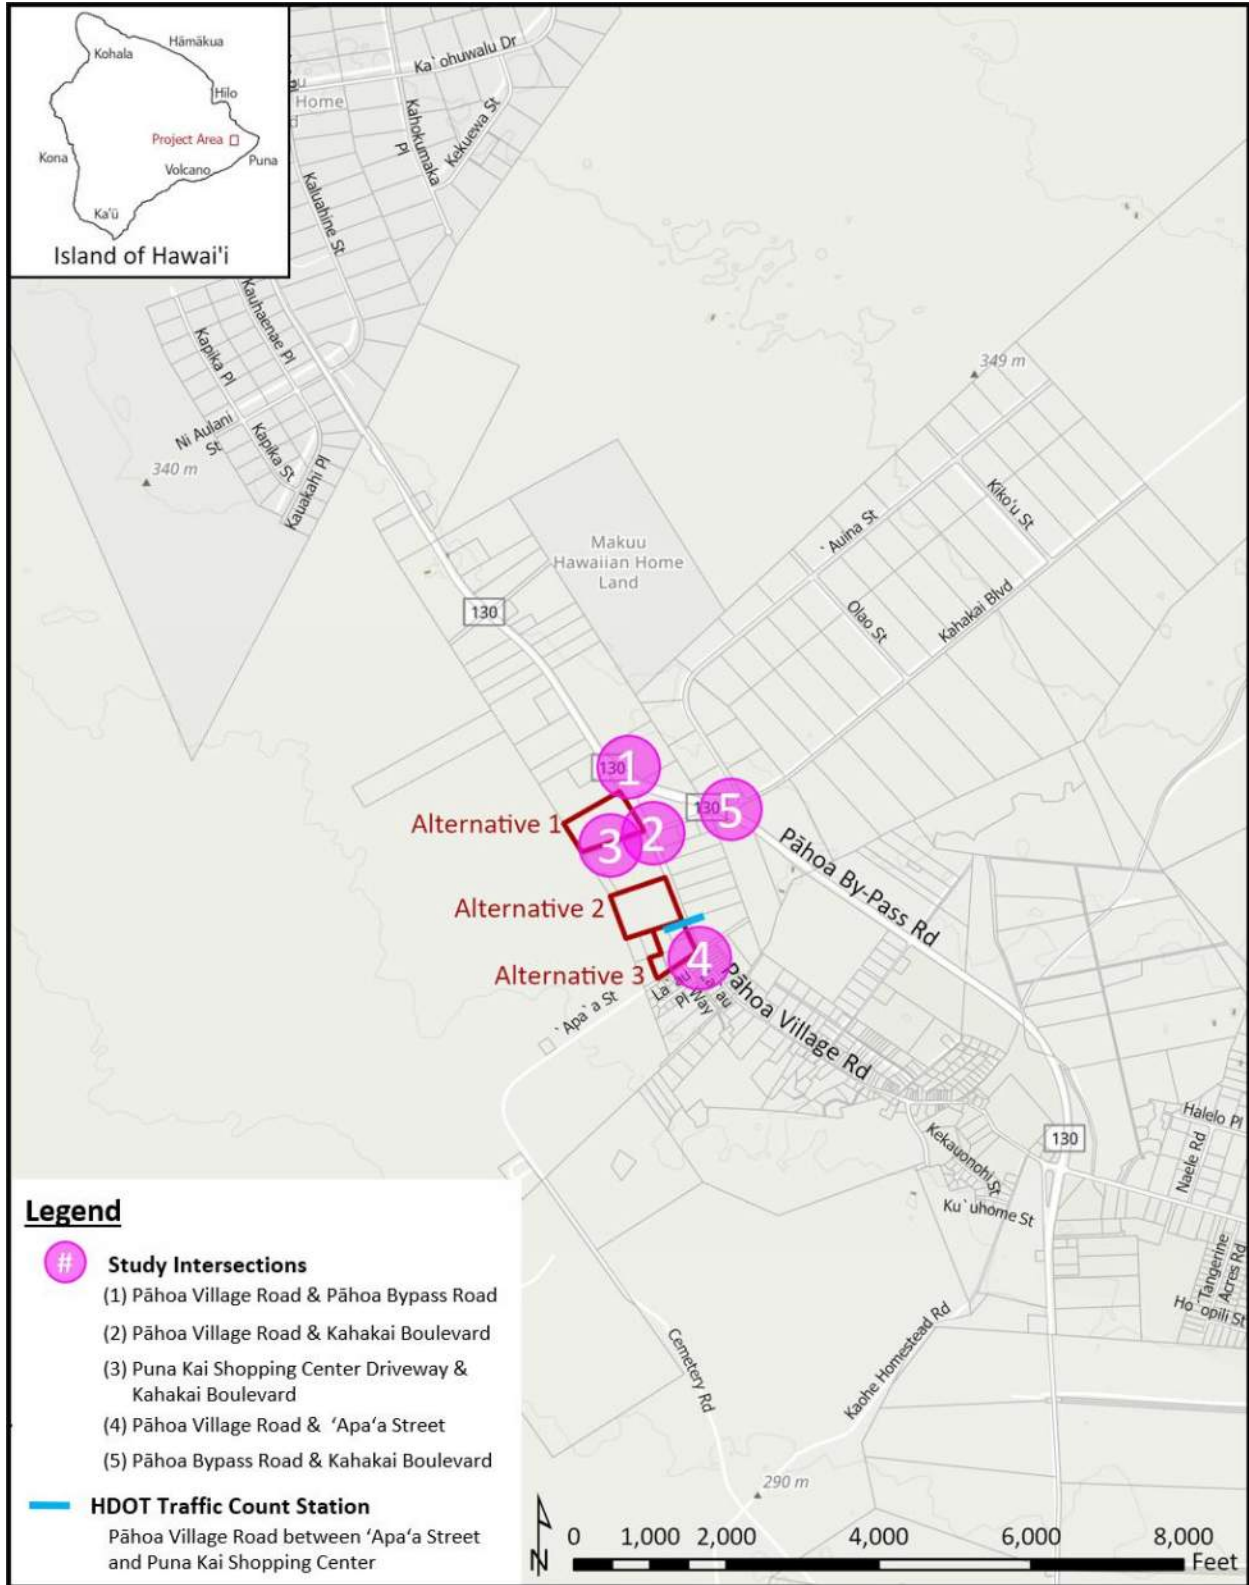 Kohala
Hāmākua
Hilo
Project Area
Kona
Puna
Volcano
Ka'ū
Island of Hawai'i
Ka`ohuwalu Dr
Home
Kahokumaka
Pl
Kekuewa St
Kaluahine St
Kauhaenae Pl
Kapika Pl
Ni Aulani
St
Kapika St
Kauakahi Pl
340 m
349 m
Makuu
Hawaiian Home
Land
`Auina St
Kiko'u St
Olao St
Kahakai Blvd
130
130
1
130
5
Alternative 1
2
3
Pāhoa By-Pass Rd
Alternative 2
Alternative 3
4
Pāhoa Village Rd
`Apa`a St
Pl
Way
130
Halelo Pl
Naele Rd
Kekauonohi St
Ku`uhome St
Tangerine
Acres Rd
Ho`opili St
Kaohe Homestead Rd
Cemetery Rd
290 m
Legend
# Study Intersections
(1) Pāhoa Village Road & Pāhoa Bypass Road
(2) Pāhoa Village Road & Kahakai Boulevard
(3) Puna Kai Shopping Center Driveway &
Kahakai Boulevard
(4) Pāhoa Village Road & ‘Apa‘a Street
(5) Pāhoa Bypass Road & Kahakai Boulevard
HDOT Traffic Count Station
Pāhoa Village Road between ‘Apa‘a Street
and Puna Kai Shopping Center
N
0 1,000 2,000 4,000 6,000 8,000
Feet